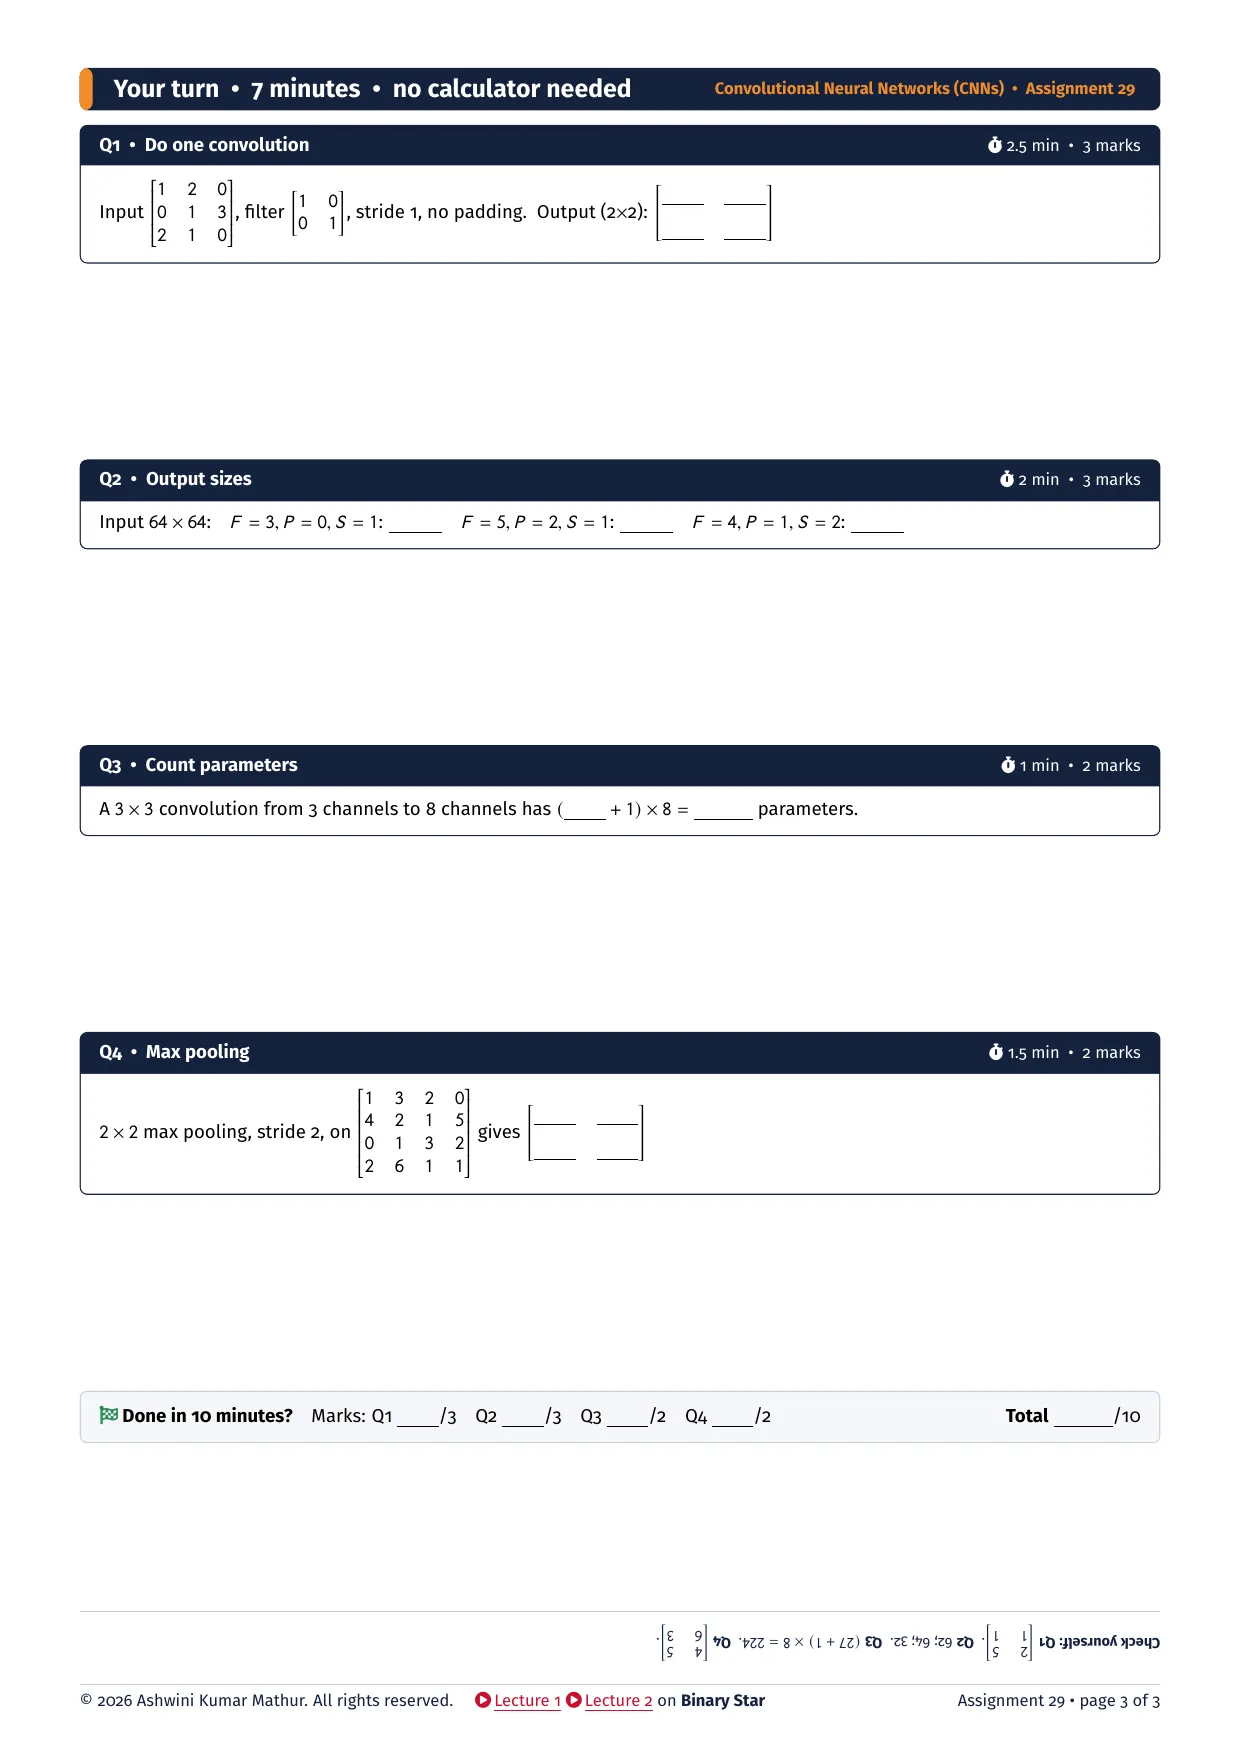 Your turn • 7 minutes • no calculator needed Convolutional Neural Networks (CNNs) • Assignment 29
Q1 • Do one convolution 2.5 min • 3 marks
Input [1 2 0; 0 1 3; 2 1 0], filter [1 0; 0 1], stride 1, no padding. Output (2×2): [____ ____; ____ ____]
Q2 • Output sizes 2 min • 3 marks
Input 64 × 64: F = 3, P = 0, S = 1: _____ F = 5, P = 2, S = 1: _____ F = 4, P = 1, S = 2: _____
Q3 • Count parameters 1 min • 2 marks
A 3 × 3 convolution from 3 channels to 8 channels has (____ + 1) × 8 = _____ parameters.
Q4 • Max pooling 1.5 min • 2 marks
2 × 2 max pooling, stride 2, on [1 3 2 0; 4 2 1 5; 0 1 3 2; 2 6 1 1] gives [____ ____; ____ ____]
Done in 10 minutes? Marks: Q1 ____/3 Q2 ____/3 Q3 ____/2 Q4 ____/2 Total _____/10
Check yourself: Q1 [2 5; 1 1]. Q2 62; 64; 32. Q3 (27 + 1) × 8 = 224. Q4 [4 5; 6 3].
© 2026 Ashwini Kumar Mathur. All rights reserved. Lecture 1 Lecture 2 on Binary Star Assignment 29 • page 3 of 3